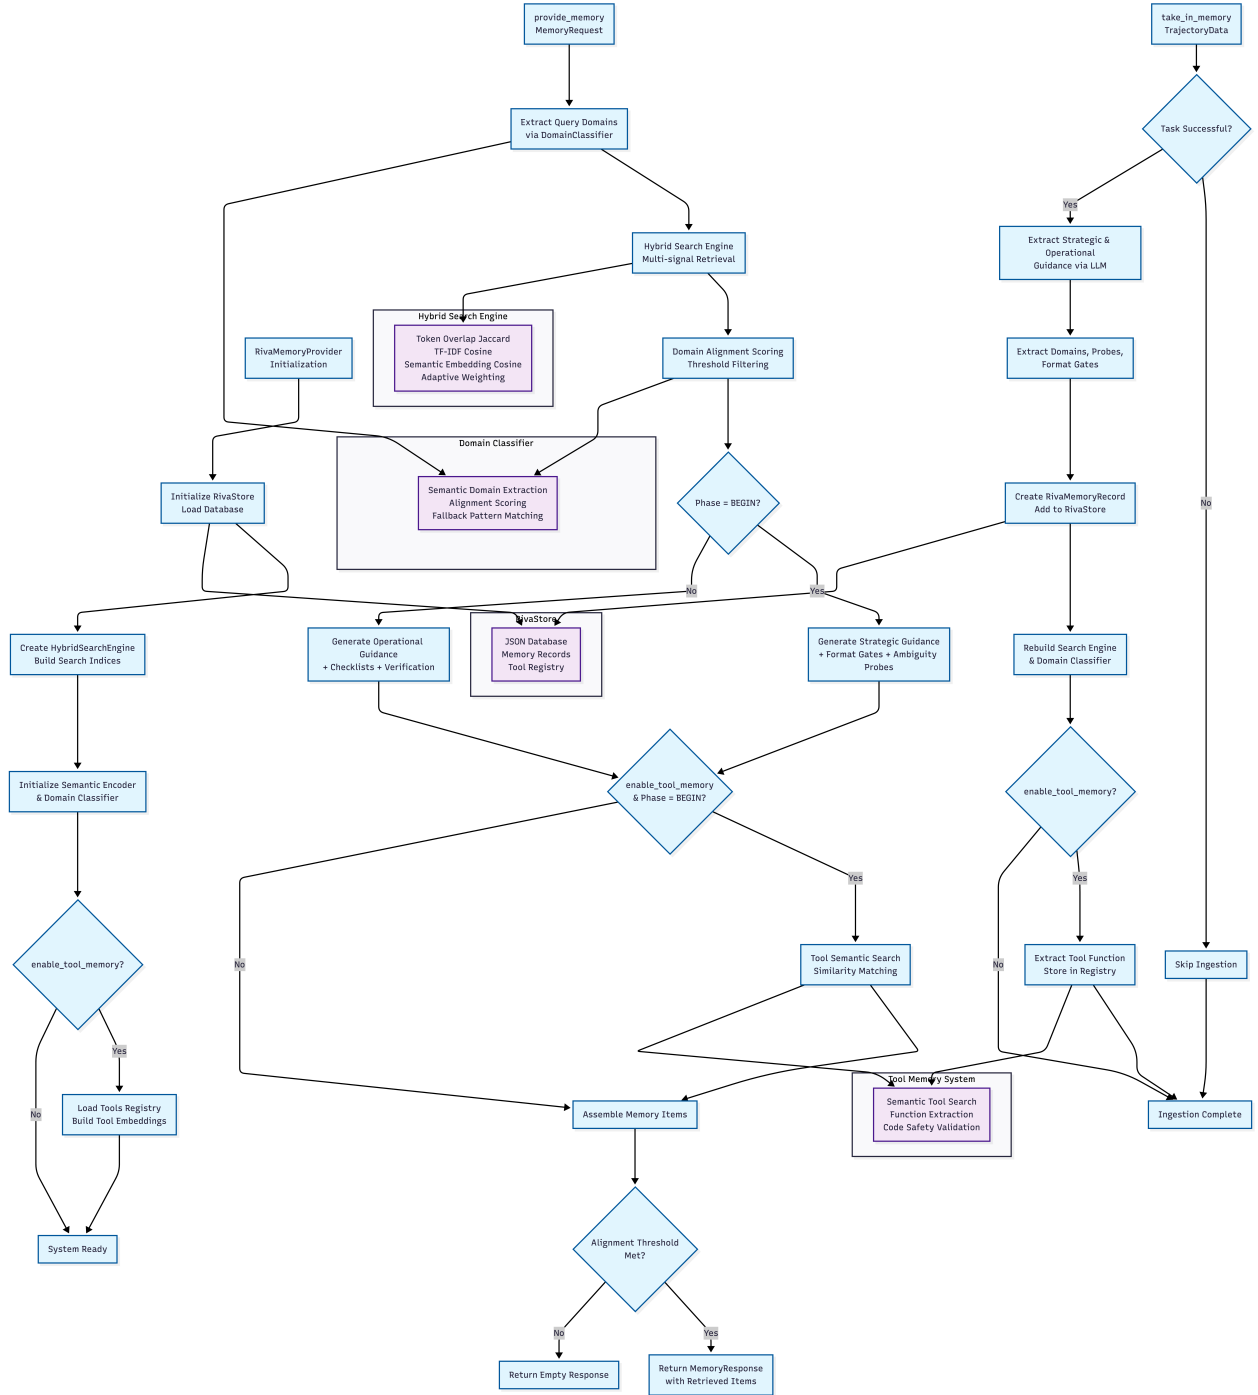 provide_memory
MemoryRequest
take_in_memory
TrajectoryData
Extract Query Domains
via DomainClassifier
Task Successful?
Yes
Hybrid Search Engine
Multi-signal Retrieval
Extract Strategic &
Operational
Guidance via LLM
Hybrid Search Engine
Token Overlap Jaccard
TF-IDF Cosine
Semantic Embedding Cosine
Adaptive Weighting
RivaMemoryProvider
Initialization
Domain Alignment Scoring
Threshold Filtering
Extract Domains, Probes,
Format Gates
Domain Classifier
Semantic Domain Extraction
Alignment Scoring
Fallback Pattern Matching
Initialize RivaStore
Load Database
Phase = BEGIN?
Create RivaMemoryRecord
Add to RivaStore
No
No
Yes
RivaStore
JSON Database
Memory Records
Tool Registry
Create HybridSearchEngine
Build Search Indices
Generate Operational
Guidance
+ Checklists + Verification
Generate Strategic Guidance
+ Format Gates + Ambiguity
Probes
Rebuild Search Engine
& Domain Classifier
Initialize Semantic Encoder
& Domain Classifier
enable_tool_memory
& Phase = BEGIN?
enable_tool_memory?
Yes
Yes
enable_tool_memory?
No
Tool Semantic Search
Similarity Matching
No
Extract Tool Function
Store in Registry
Skip Ingestion
Yes
Tool Memory System
Semantic Tool Search
Function Extraction
Code Safety Validation
No
Load Tools Registry
Build Tool Embeddings
Assemble Memory Items
Ingestion Complete
System Ready
Alignment Threshold
Met?
No
Yes
Return Empty Response
Return MemoryResponse
with Retrieved Items